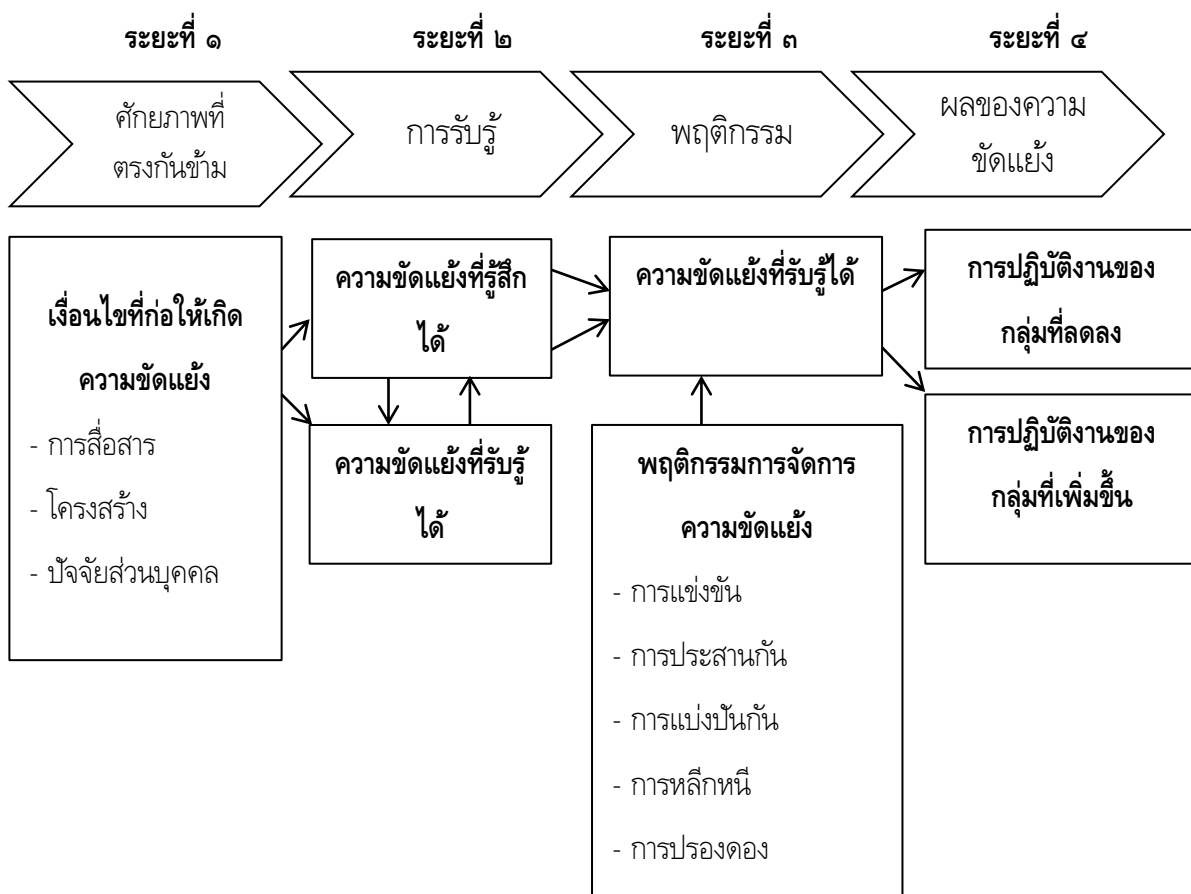 ระยะที่ ๑
ระยะที่ ๒
ระยะที่ ๓
ระยะที่ ๔
ศักยภาพที่
ตรงกันข้าม
การรับรู้
พฤติกรรม
ผลของความ
ขัดแย้ง
เงื่อนไขที่ก่อให้เกิด
ความขัดแย้ง
- การสื่อสาร
- โครงสร้าง
- ปัจจัยส่วนบุคคล
ความขัดแย้งที่รู้สึก
ได้
ความขัดแย้งที่รับรู้
ได้
ความขัดแย้งที่รับรู้ได้
พฤติกรรมการจัดการ
ความขัดแย้ง
- การแข่งขัน
- การประสานกัน
- การแบ่งปันกัน
- การหลีกหนี
- การปรองดอง
การปฏิบัติงานของ
กลุ่มที่ลดลง
การปฏิบัติงานของ
กลุ่มที่เพิ่มขึ้น